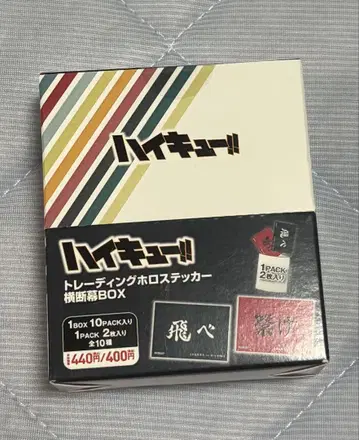 ハイキュー!!
ハイキュー!!
トレーディングホロステッカー
横断幕BOX
1PACK
2枚入り
飛べ
1BOX 10PACK入り
1PACK 2枚入り
全10種
440円/400円
飛べ
繋げ